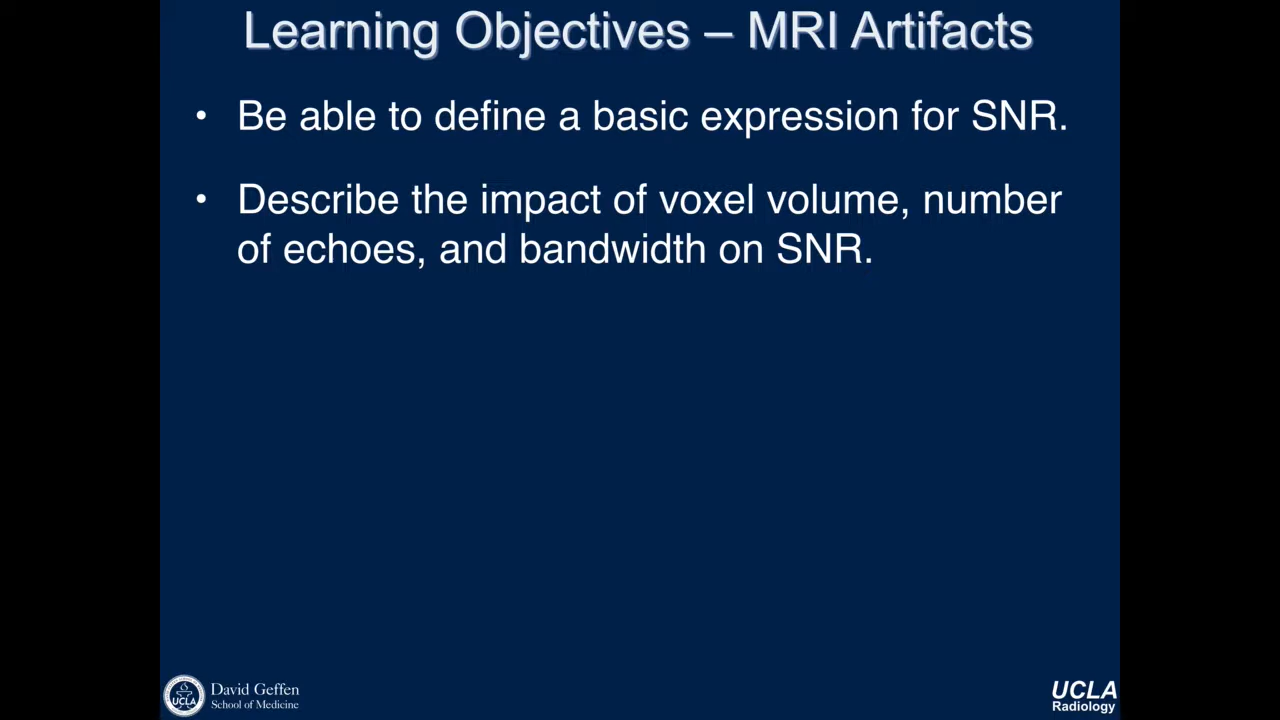 Learning Objectives – MRI Artifacts
• Be able to define a basic expression for SNR.
• Describe the impact of voxel volume, number
of echoes, and bandwidth on SNR.
UCLA
David Geffen
School of Medicine
UCLA
Radiology